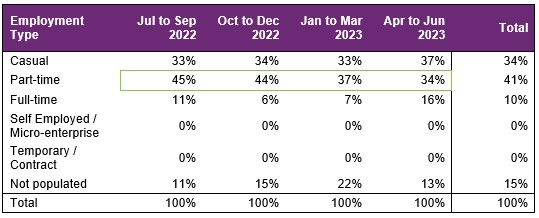 Employment Type Jul to Sep 2022 Oct to Dec 2022 Jan to Mar 2023 Apr to Jun 2023 Total
Casual 33% 34% 33% 37% 34%
Part-time 45% 44% 37% 34% 41%
Full-time 11% 6% 7% 16% 10%
Self Employed / Micro-enterprise 0% 0% 0% 0% 0%
Temporary / Contract 0% 0% 0% 0% 0%
Not populated 11% 15% 22% 13% 15%
Total 100% 100% 100% 100% 100%